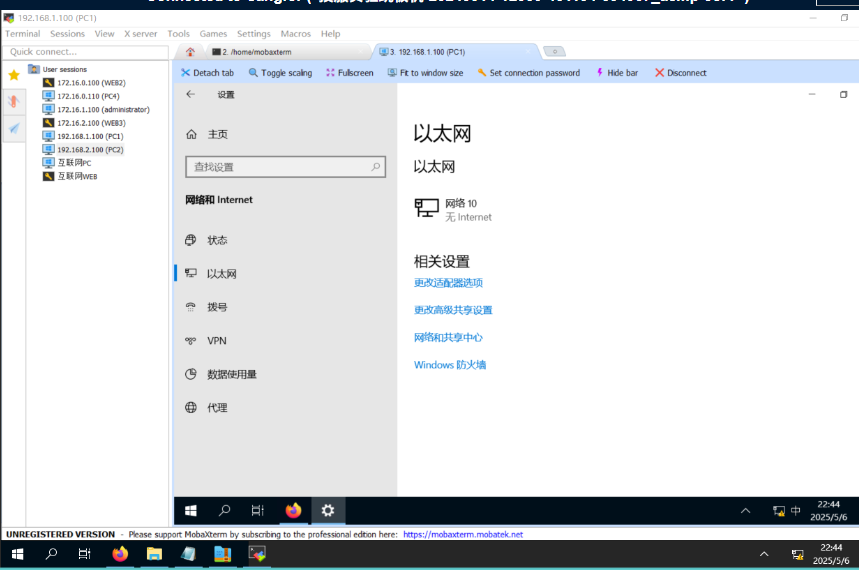 192.168.1.100 (PC1)
Terminal Sessions View X server Tools Games Settings Macros Help
Quick connect...
2. /home/mobaxterm
3. 192.168.1.100 (PC1)
Detach tab Toggle scaling Fullscreen Fit to window size Set connection password Hide bar Disconnect
User sessions
172.16.0.100 (WEB2)
172.16.0.110 (PC4)
172.16.1.100 (administrator)
172.16.2.100 (WEB3)
192.168.1.100 (PC1)
192.168.2.100 (PC2)
互联网PC
互联网WEB
设置
主页
查找设置
网络和 Internet
状态
以太网
拨号
VPN
数据使用量
代理
以太网
以太网
网络 10
无 Internet
相关设置
更改适配器选项
更改高级共享设置
网络和共享中心
Windows 防火墙
中
22:44
2025/5/6
UNREGISTERED VERSION - Please support MobaXterm by subscribing to the professional edition here: https://mobaxterm.mobatek.net
22:44
2025/5/6